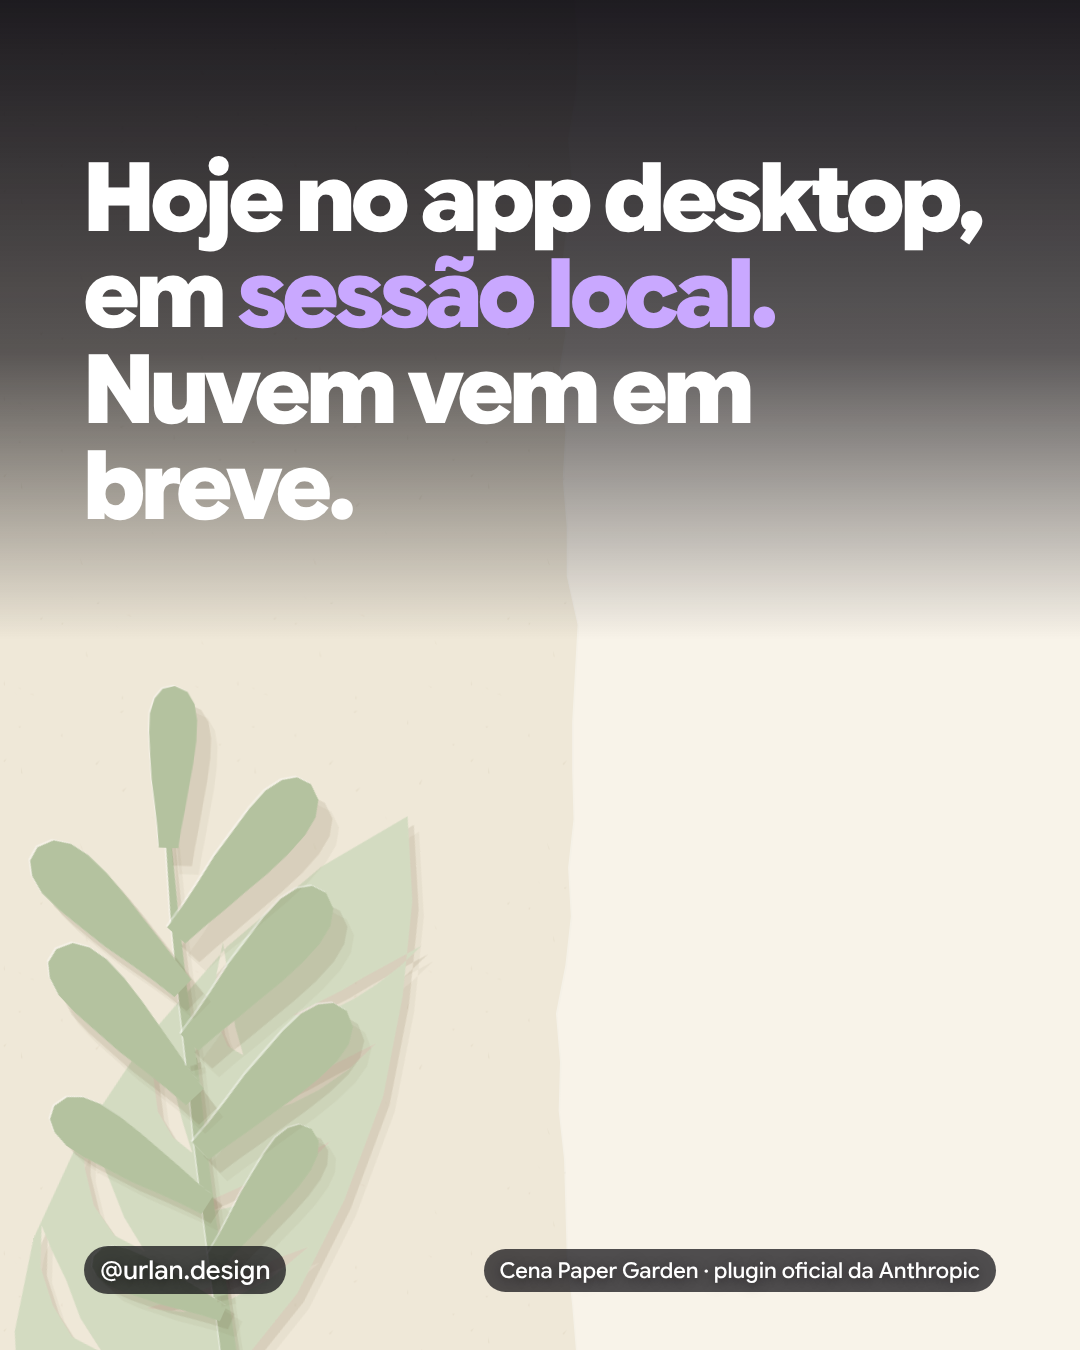 Hoje no app desktop,
em sessão local.
Nuvem vem em
breve.
@urlan.design
Cena Paper Garden · plugin oficial da Anthropic